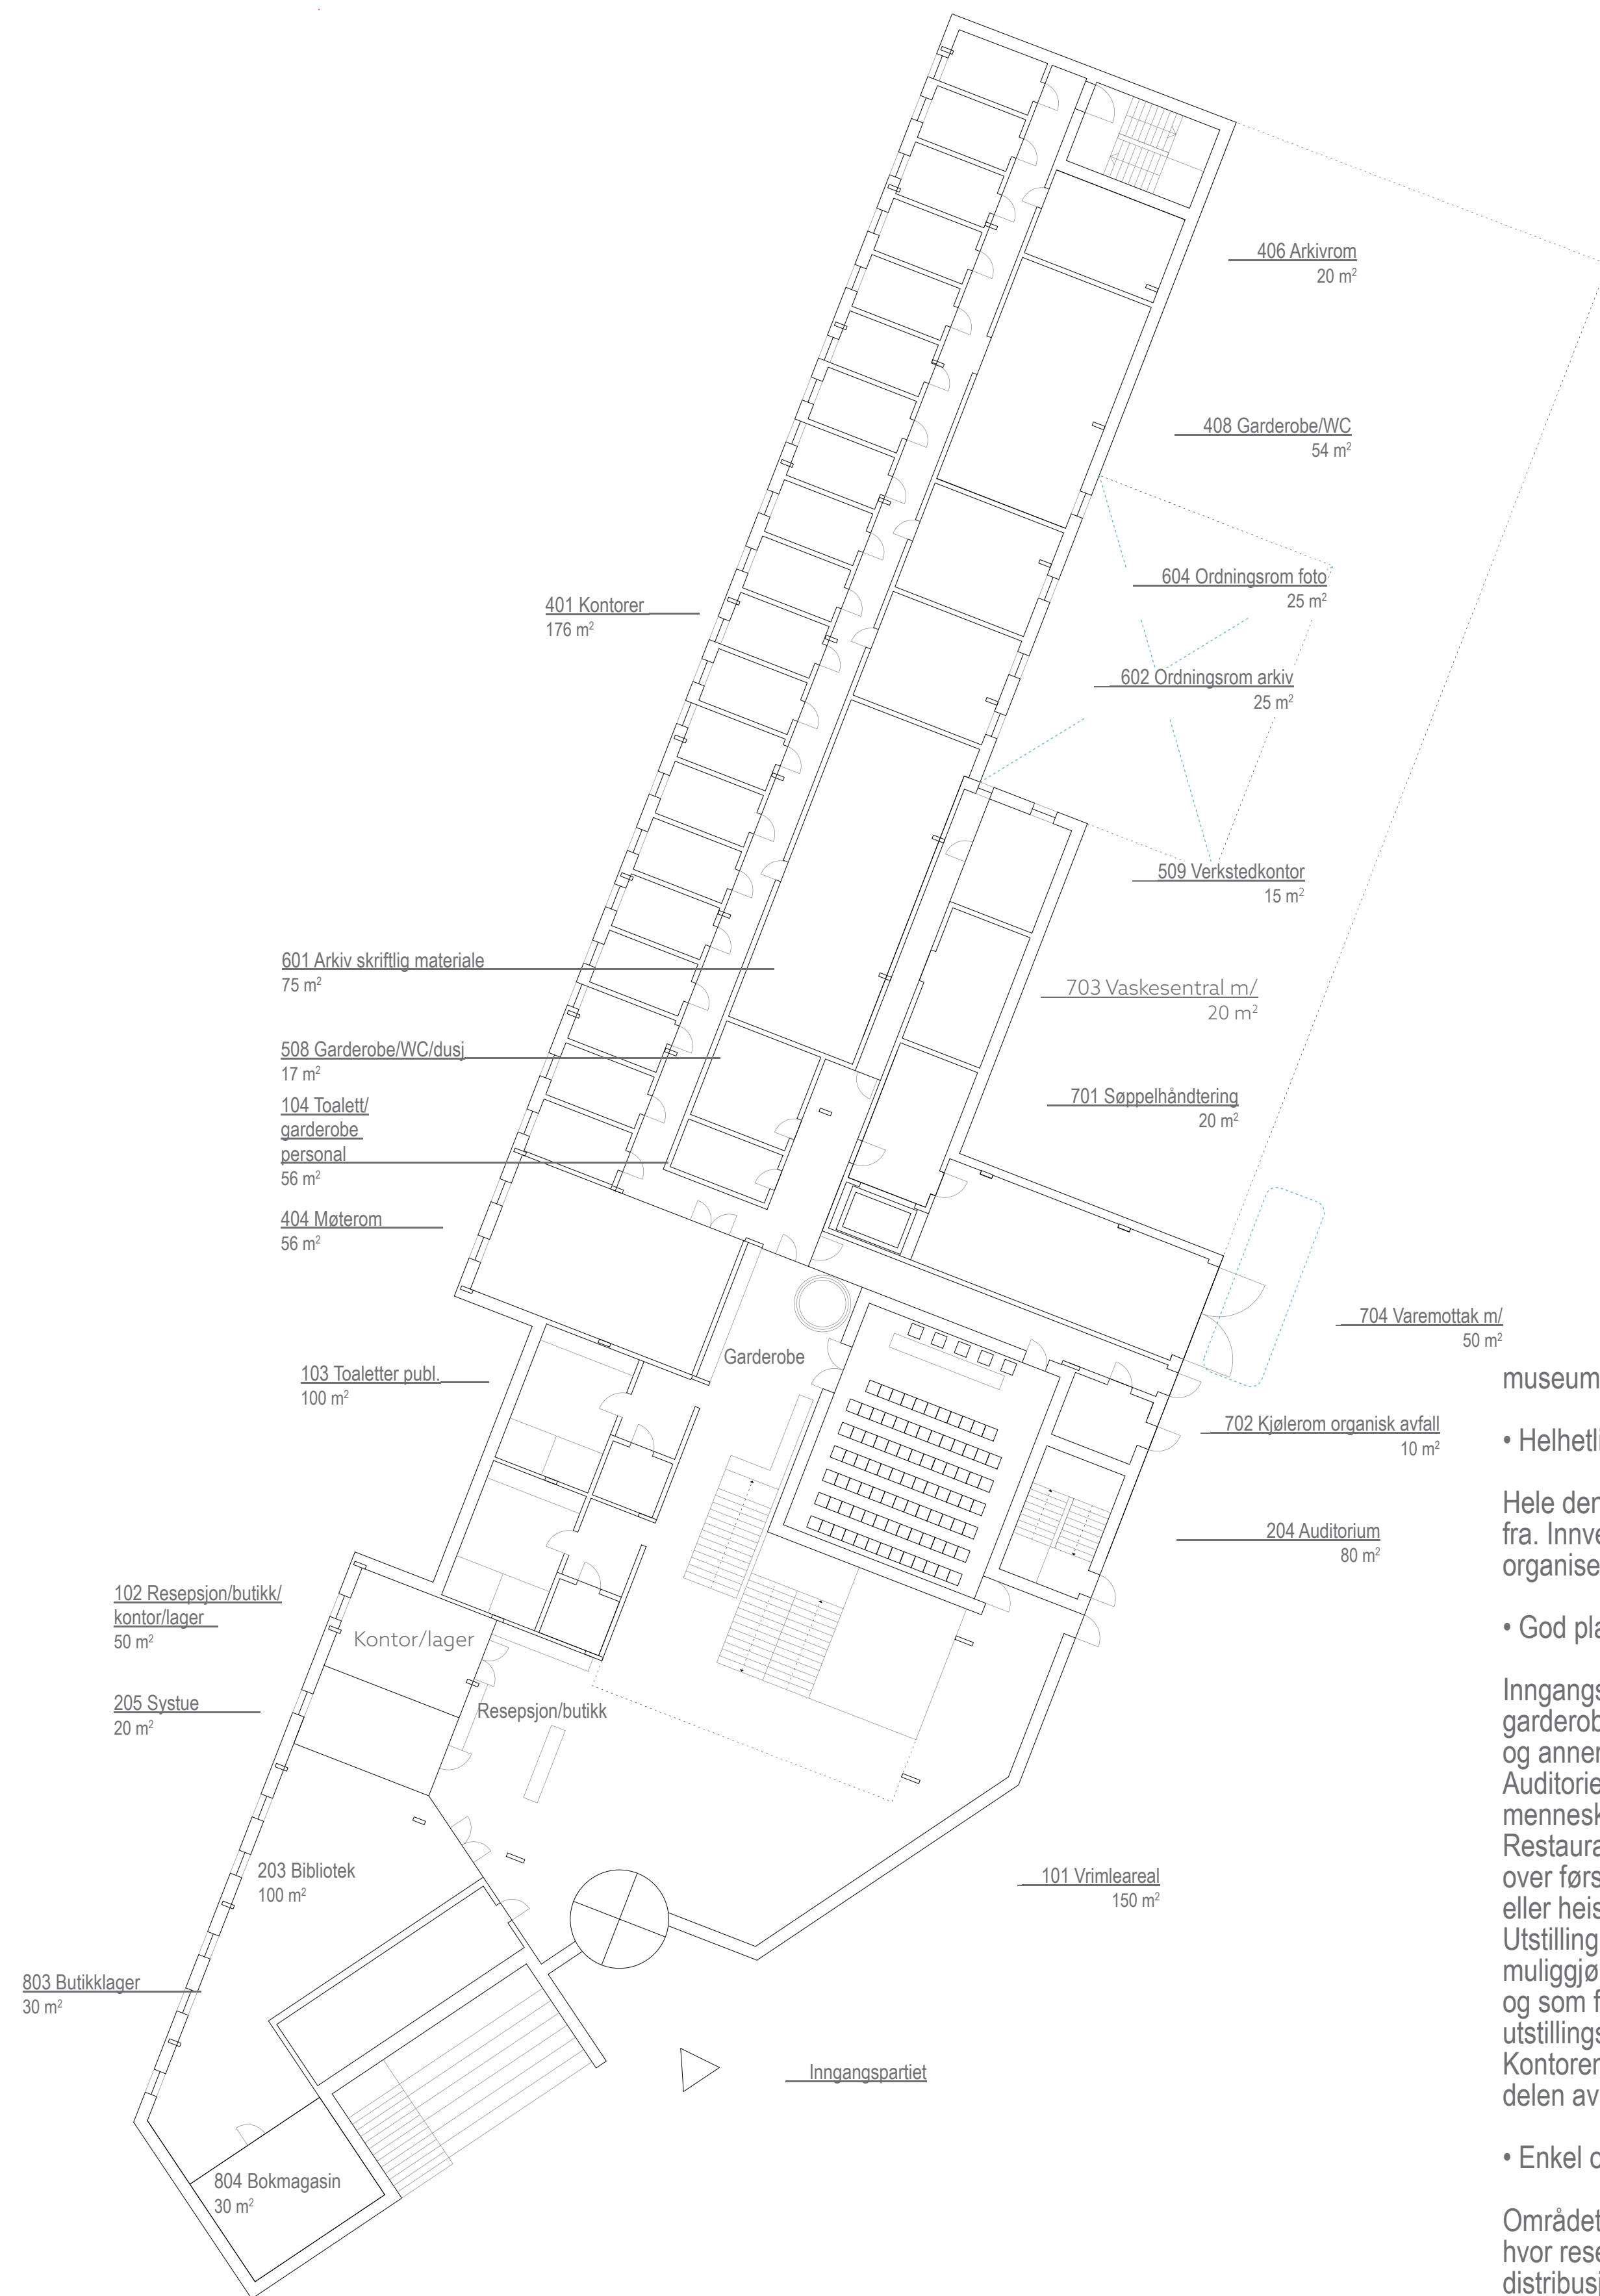 406 Arkivrom
20 m²
408 Garderobe/WC
54 m²
604 Ordningsrom foto
25 m²
401 Kontorer
176 m²
602 Ordningsrom arkiv
25 m²
509 Verkstedkontor
15 m²
601 Arkiv skriftlig materiale
75 m²
703 Vaskesentral m/
20 m²
508 Garderobe/WC/dusj
17 m²
701 Søppelhåndtering
20 m²
104 Toalett/
garderobe
personal
56 m²
404 Møterom
56 m²
704 Varemottak m/
50 m²
Garderobe
103 Toaletter publ.
100 m²
702 Kjølerom organisk avfall
10 m²
204 Auditorium
80 m²
102 Resepsjon/butikk/
kontor/lager
50 m²
Kontor/lager
205 Systue
20 m²
Resepsjon/butikk
203 Bibliotek
100 m²
101 Vrimleareal
150 m²
803 Butikklager
30 m²
Inngangspartiet
804 Bokmagasin
30 m²
museum
• Helhetli
Hele den
fra. Innve
organise
• God pla
Inngangs
garderob
og annen
Auditorie
mennesk
Restaura
over førs
eller heis
Utstilling
muliggjø
og som f
utstillings
Kontorer
delen av
• Enkel o
Området
hvor rese
distribusj